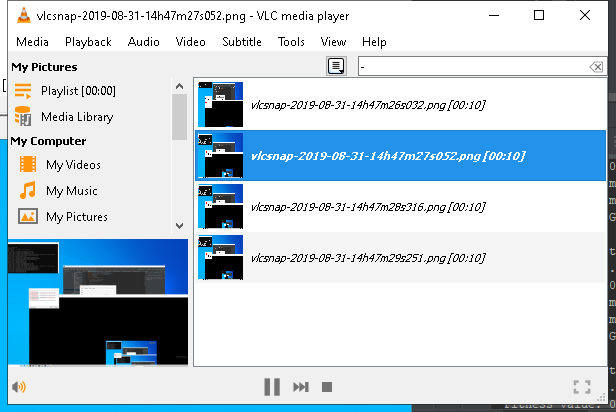 vlcsnap-2019-08-31-14h47m27s052.png - VLC media player
Media Playback Audio Video Subtitle Tools View Help
My Pictures
Playlist [00:00]
Media Library
My Computer
My Videos
My Music
My Pictures
-
vlcsnap-2019-08-31-14h47m26s032.png [00:10]
vlcsnap-2019-08-31-14h47m27s052.png [00:10]
vlcsnap-2019-08-31-14h47m28s316.png [00:10]
vlcsnap-2019-08-31-14h47m29s251.png [00:10]